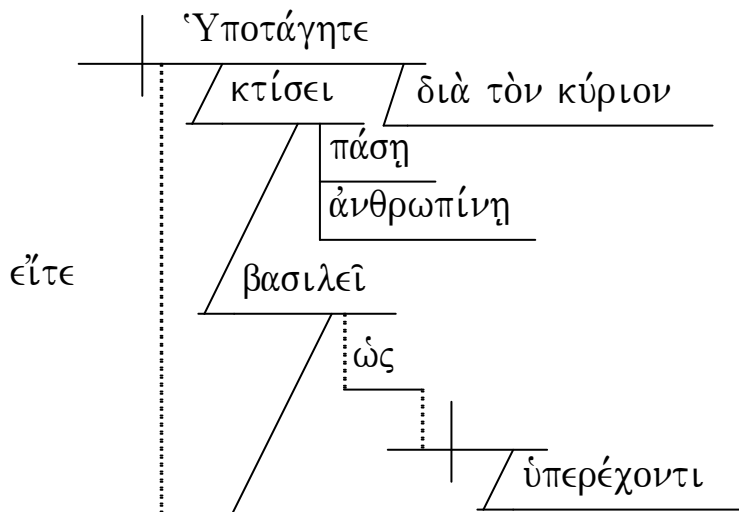 Ὑποτάγητε
κτίσει διὰ τὸν κύριον
πάσῃ
ἀνθρωπίνῃ
εἴτε βασιλεῖ
ὡς
ὑπερέχοντι